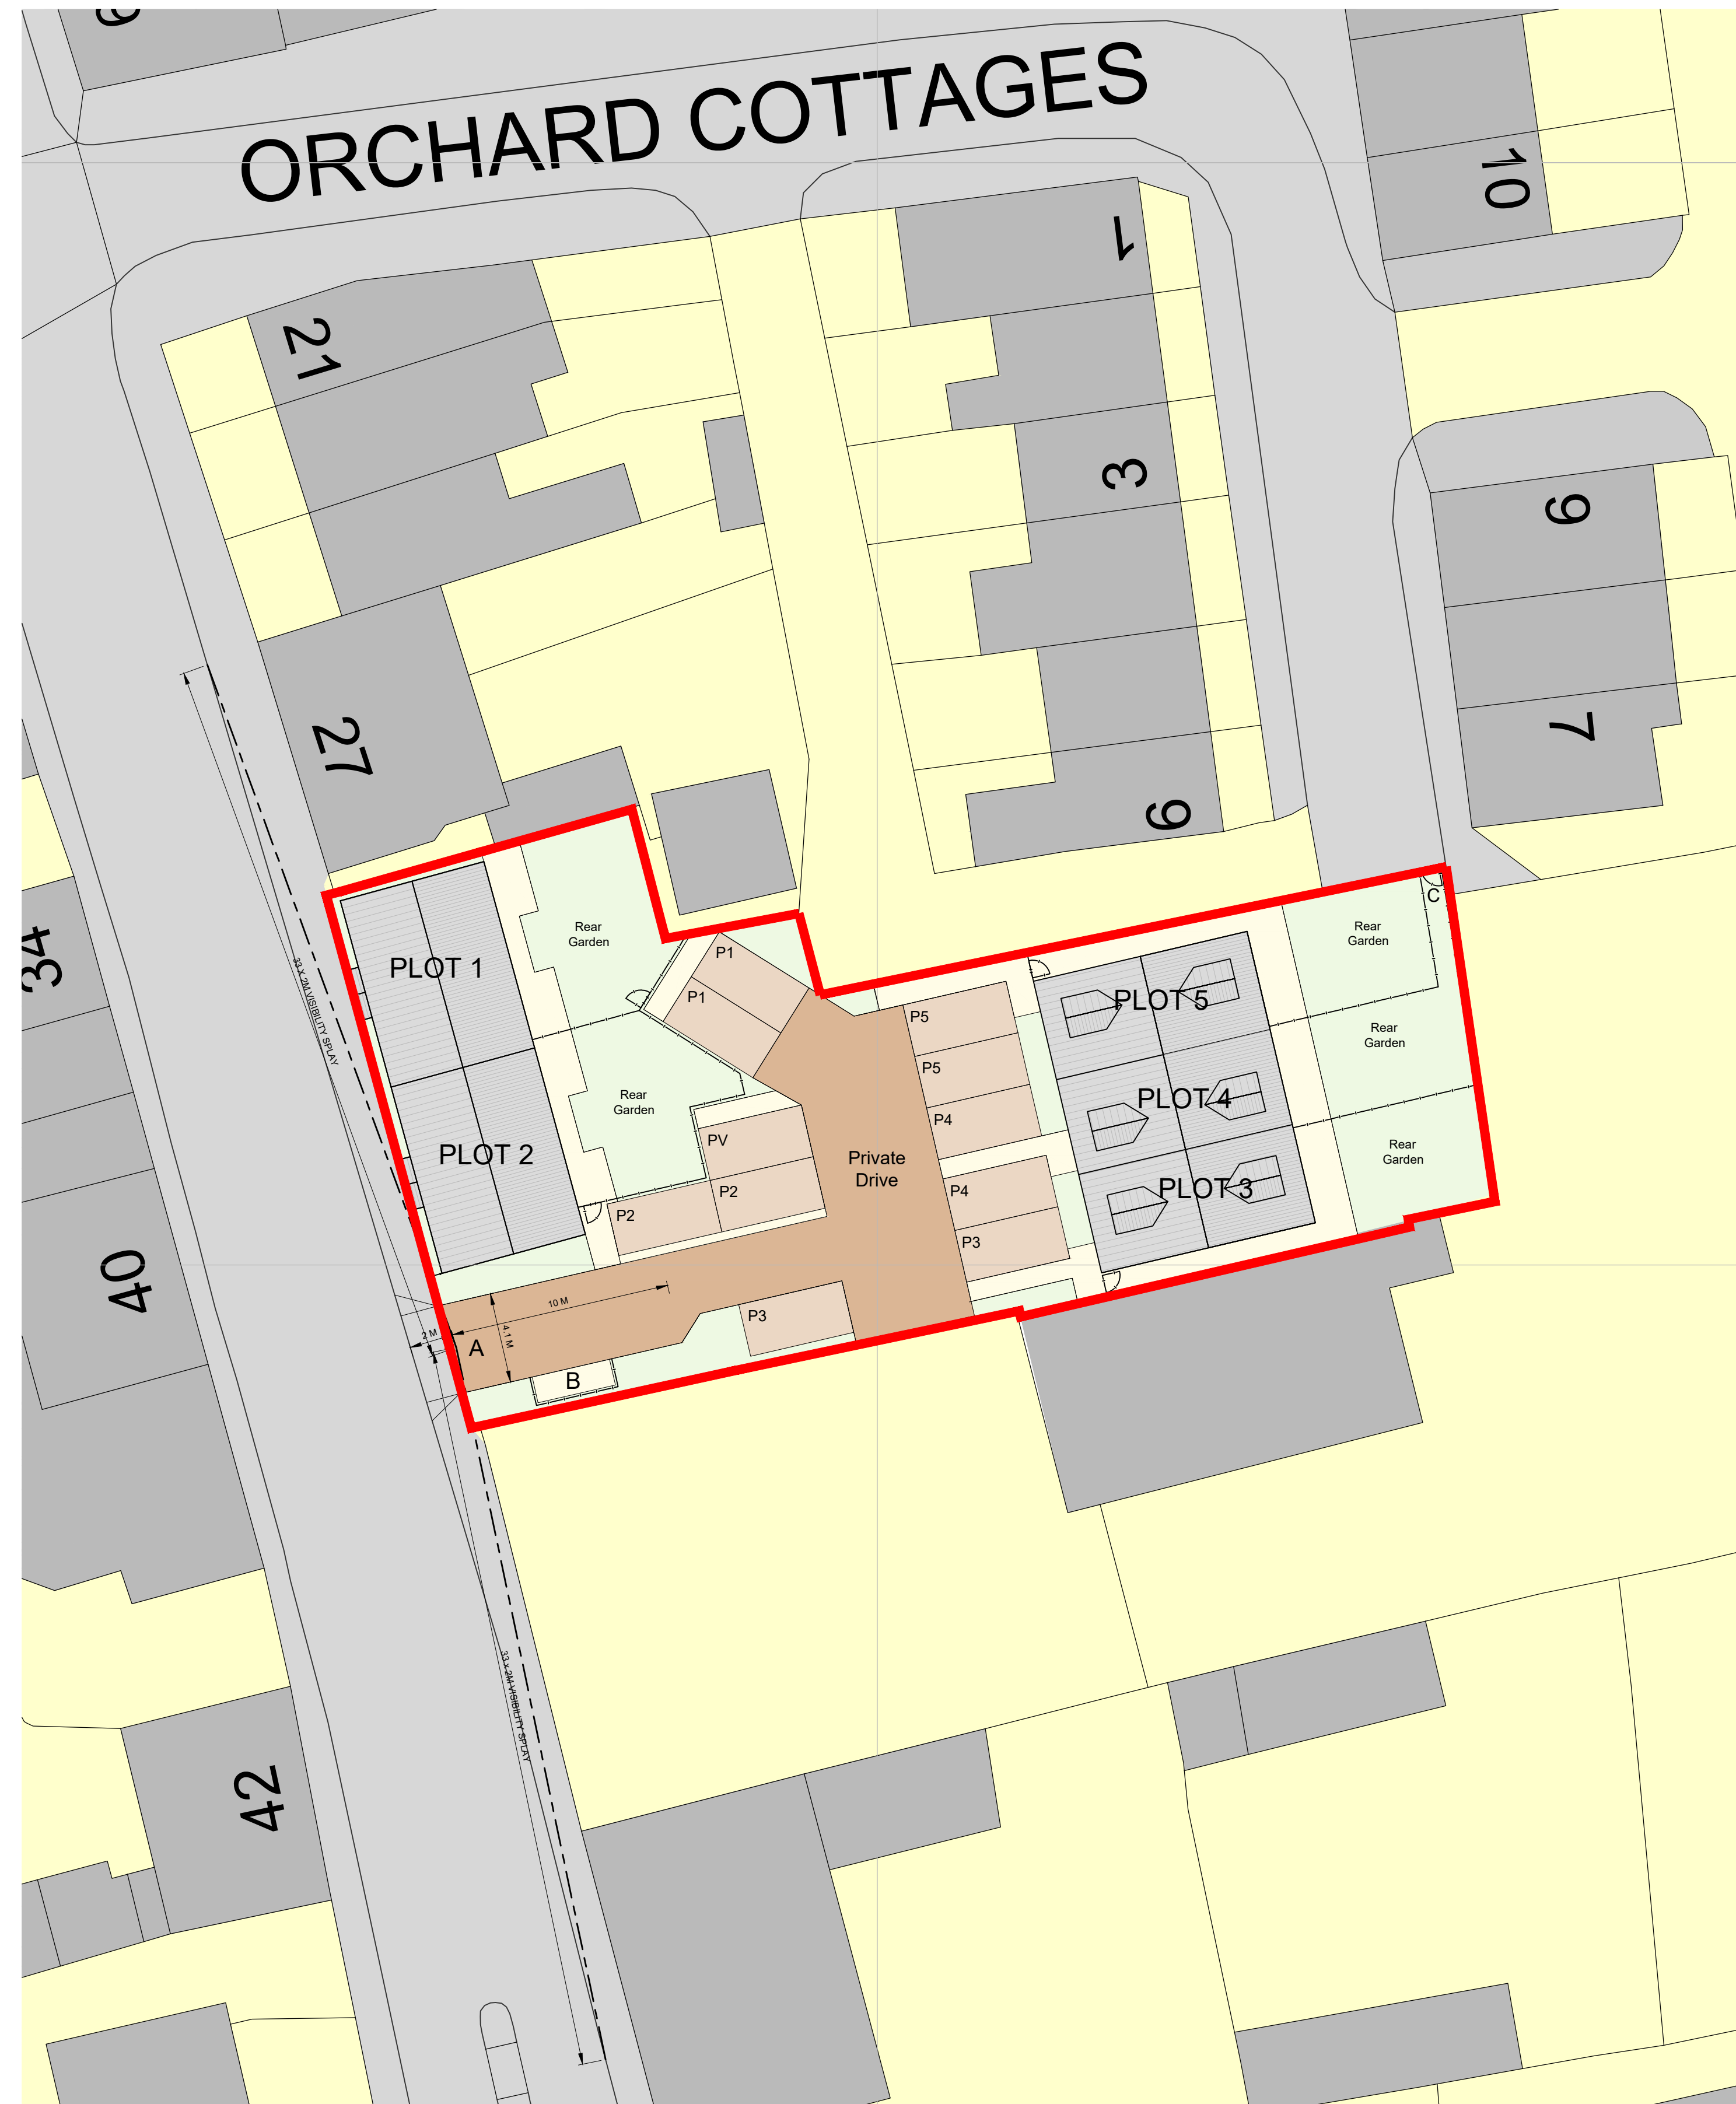 ORCHARD COTTAGES
10
1
21
3
9
7
27
9
34
33 X 2M VISIBILITY SPLAY
PLOT 1
Rear
Garden
P1
P1
C
Rear
Garden
PLOT 5
P5
Rear
Garden
P5
PLOT 4
Rear
Garden
P4
PV
PLOT 2
Private
Drive
Rear
Garden
P2
P4
PLOT 3
P2
P3
40
10 M
4.1 M
2 M
A
P3
B
33 x 2M VISIBILITY SPLAY
42